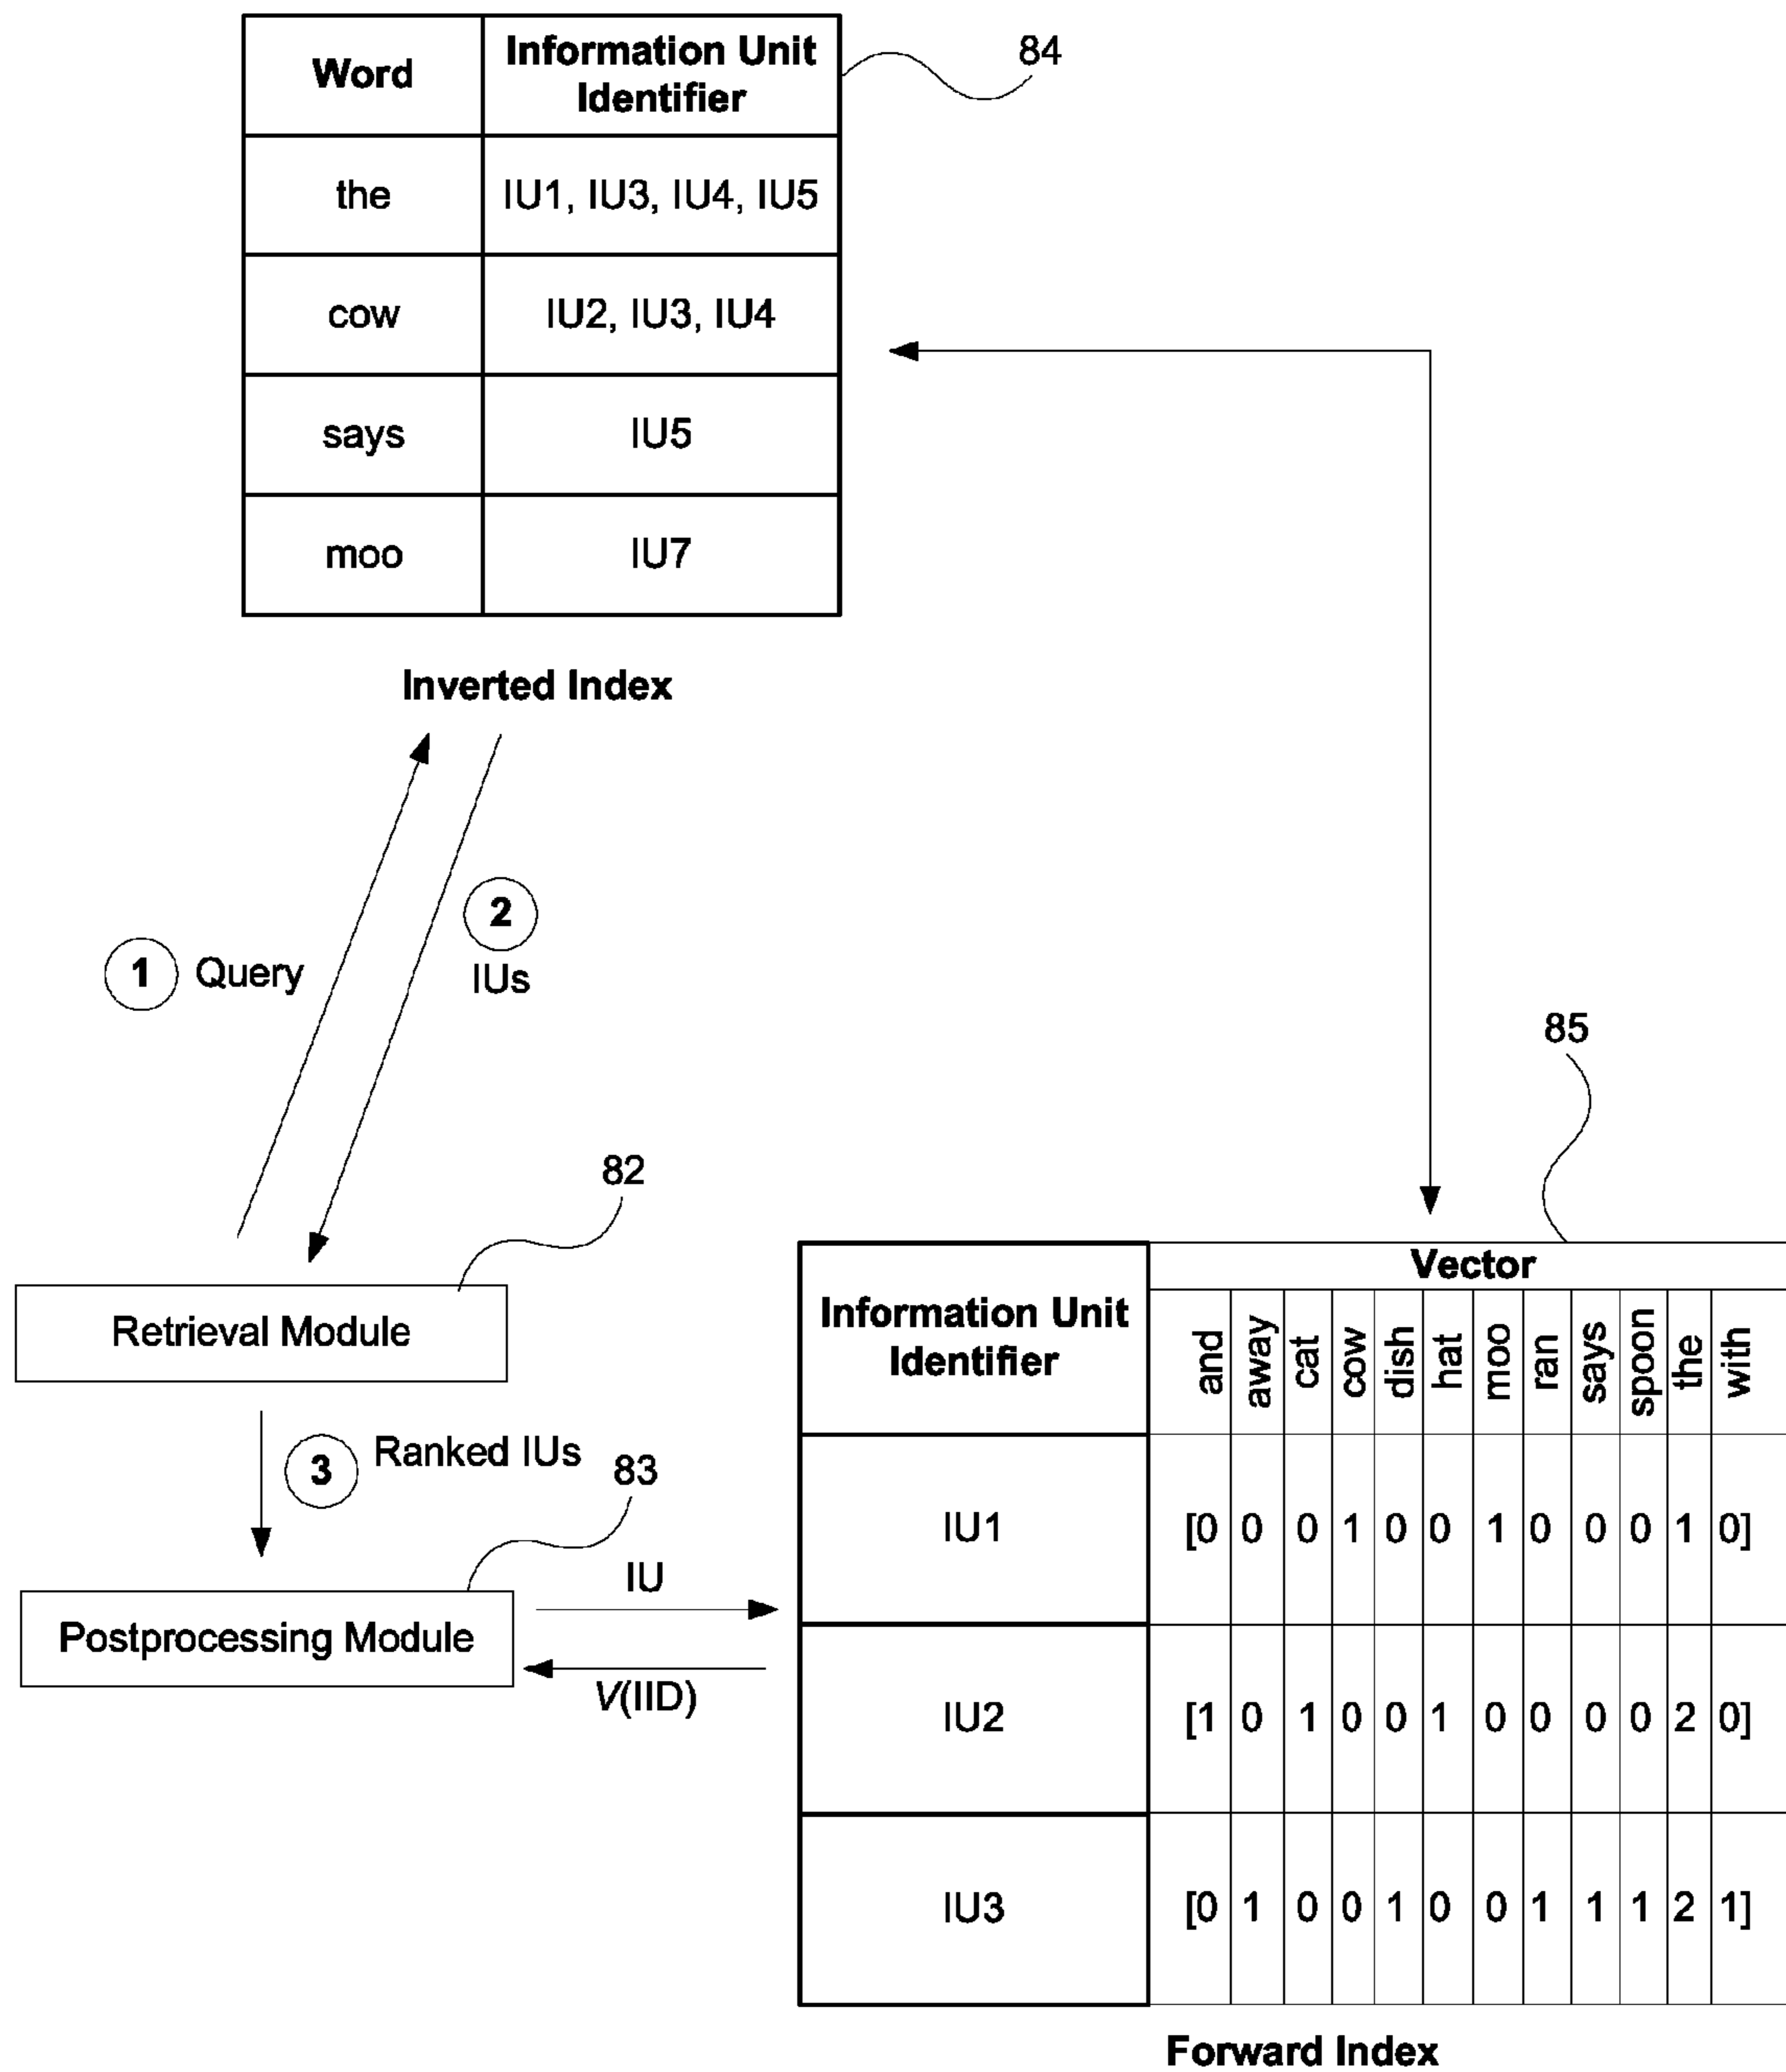 Word
Information Unit
Identifier
84
the
IU1, IU3, IU4, IU5
cow
IU2, IU3, IU4
says
IU5
moo
IU7
Inverted Index
1 Query
2
IUs
85
82
Retrieval Module
3 Ranked IUs
83
Postprocessing Module
IU
V(IID)
Information Unit
Identifier
Vector
and away cat cow dish hat moo ran says spoon the with
IU1
[0 0 0 1 0 0 1 0 0 0 1 0]
IU2
[1 0 1 0 0 1 0 0 0 0 2 0]
IU3
[0 1 0 0 1 0 0 1 1 1 2 1]
Forward Index